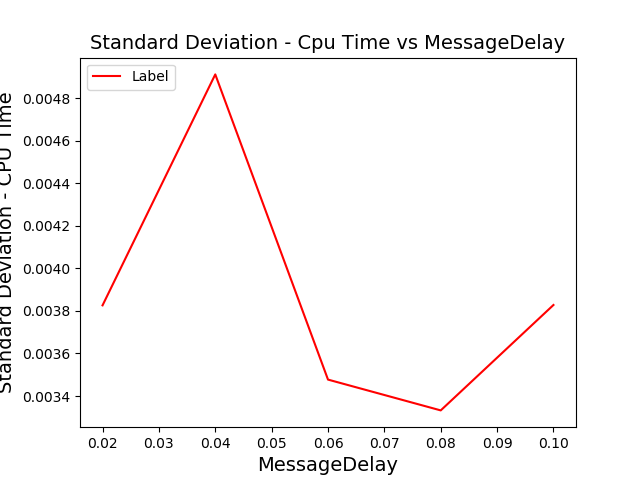 Standard Deviation - Cpu Time vs MessageDelay
Label
Standard Deviation - CPU Time
0.0048
0.0046
0.0044
0.0042
0.0040
0.0038
0.0036
0.0034
0.02 0.03 0.04 0.05 0.06 0.07 0.08 0.09 0.10
MessageDelay